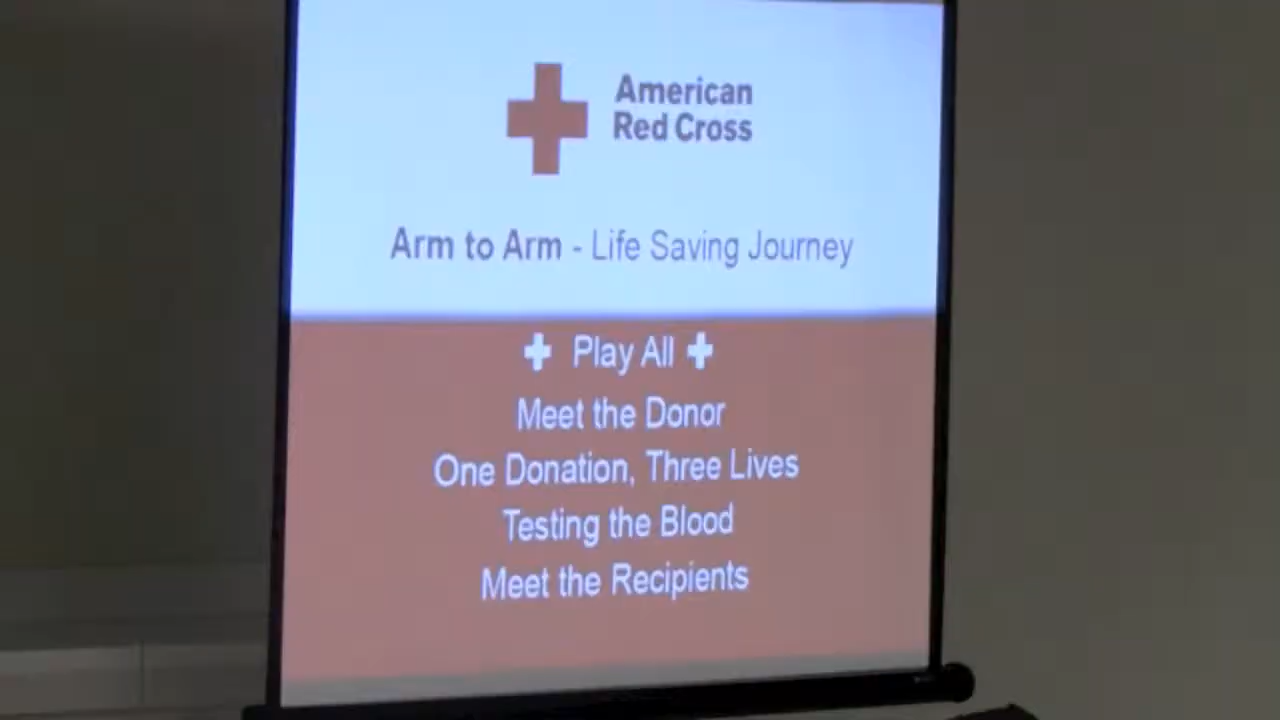 American
Red Cross
Arm to Arm - Life Saving Journey
Play All
Meet the Donor
One Donation, Three Lives
Testing the Blood
Meet the Recipients